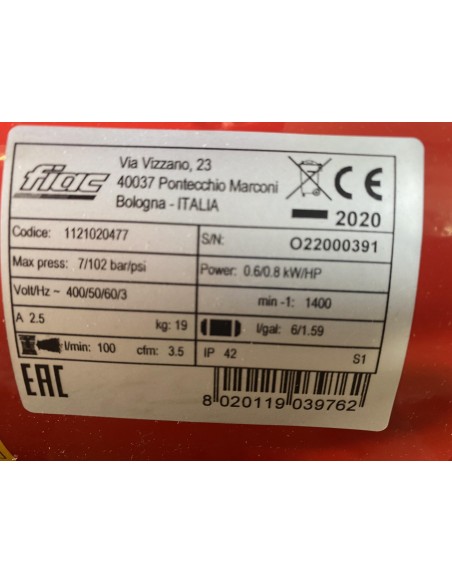 fiac
Via Vizzano, 23
40037 Pontecchio Marconi
Bologna - ITALIA
CE
2020
Codice: 1121020477
S/N: O22000391
Max press: 7/102 bar/psi
Power: 0.6/0.8 kW/HP
Volt/Hz ~ 400/50/60/3
min -1: 1400
A 2.5 kg: 19
l/gal: 6/1.59
l/min: 100 cfm: 3.5
IP 42 S1
EAC
8 020119 039762